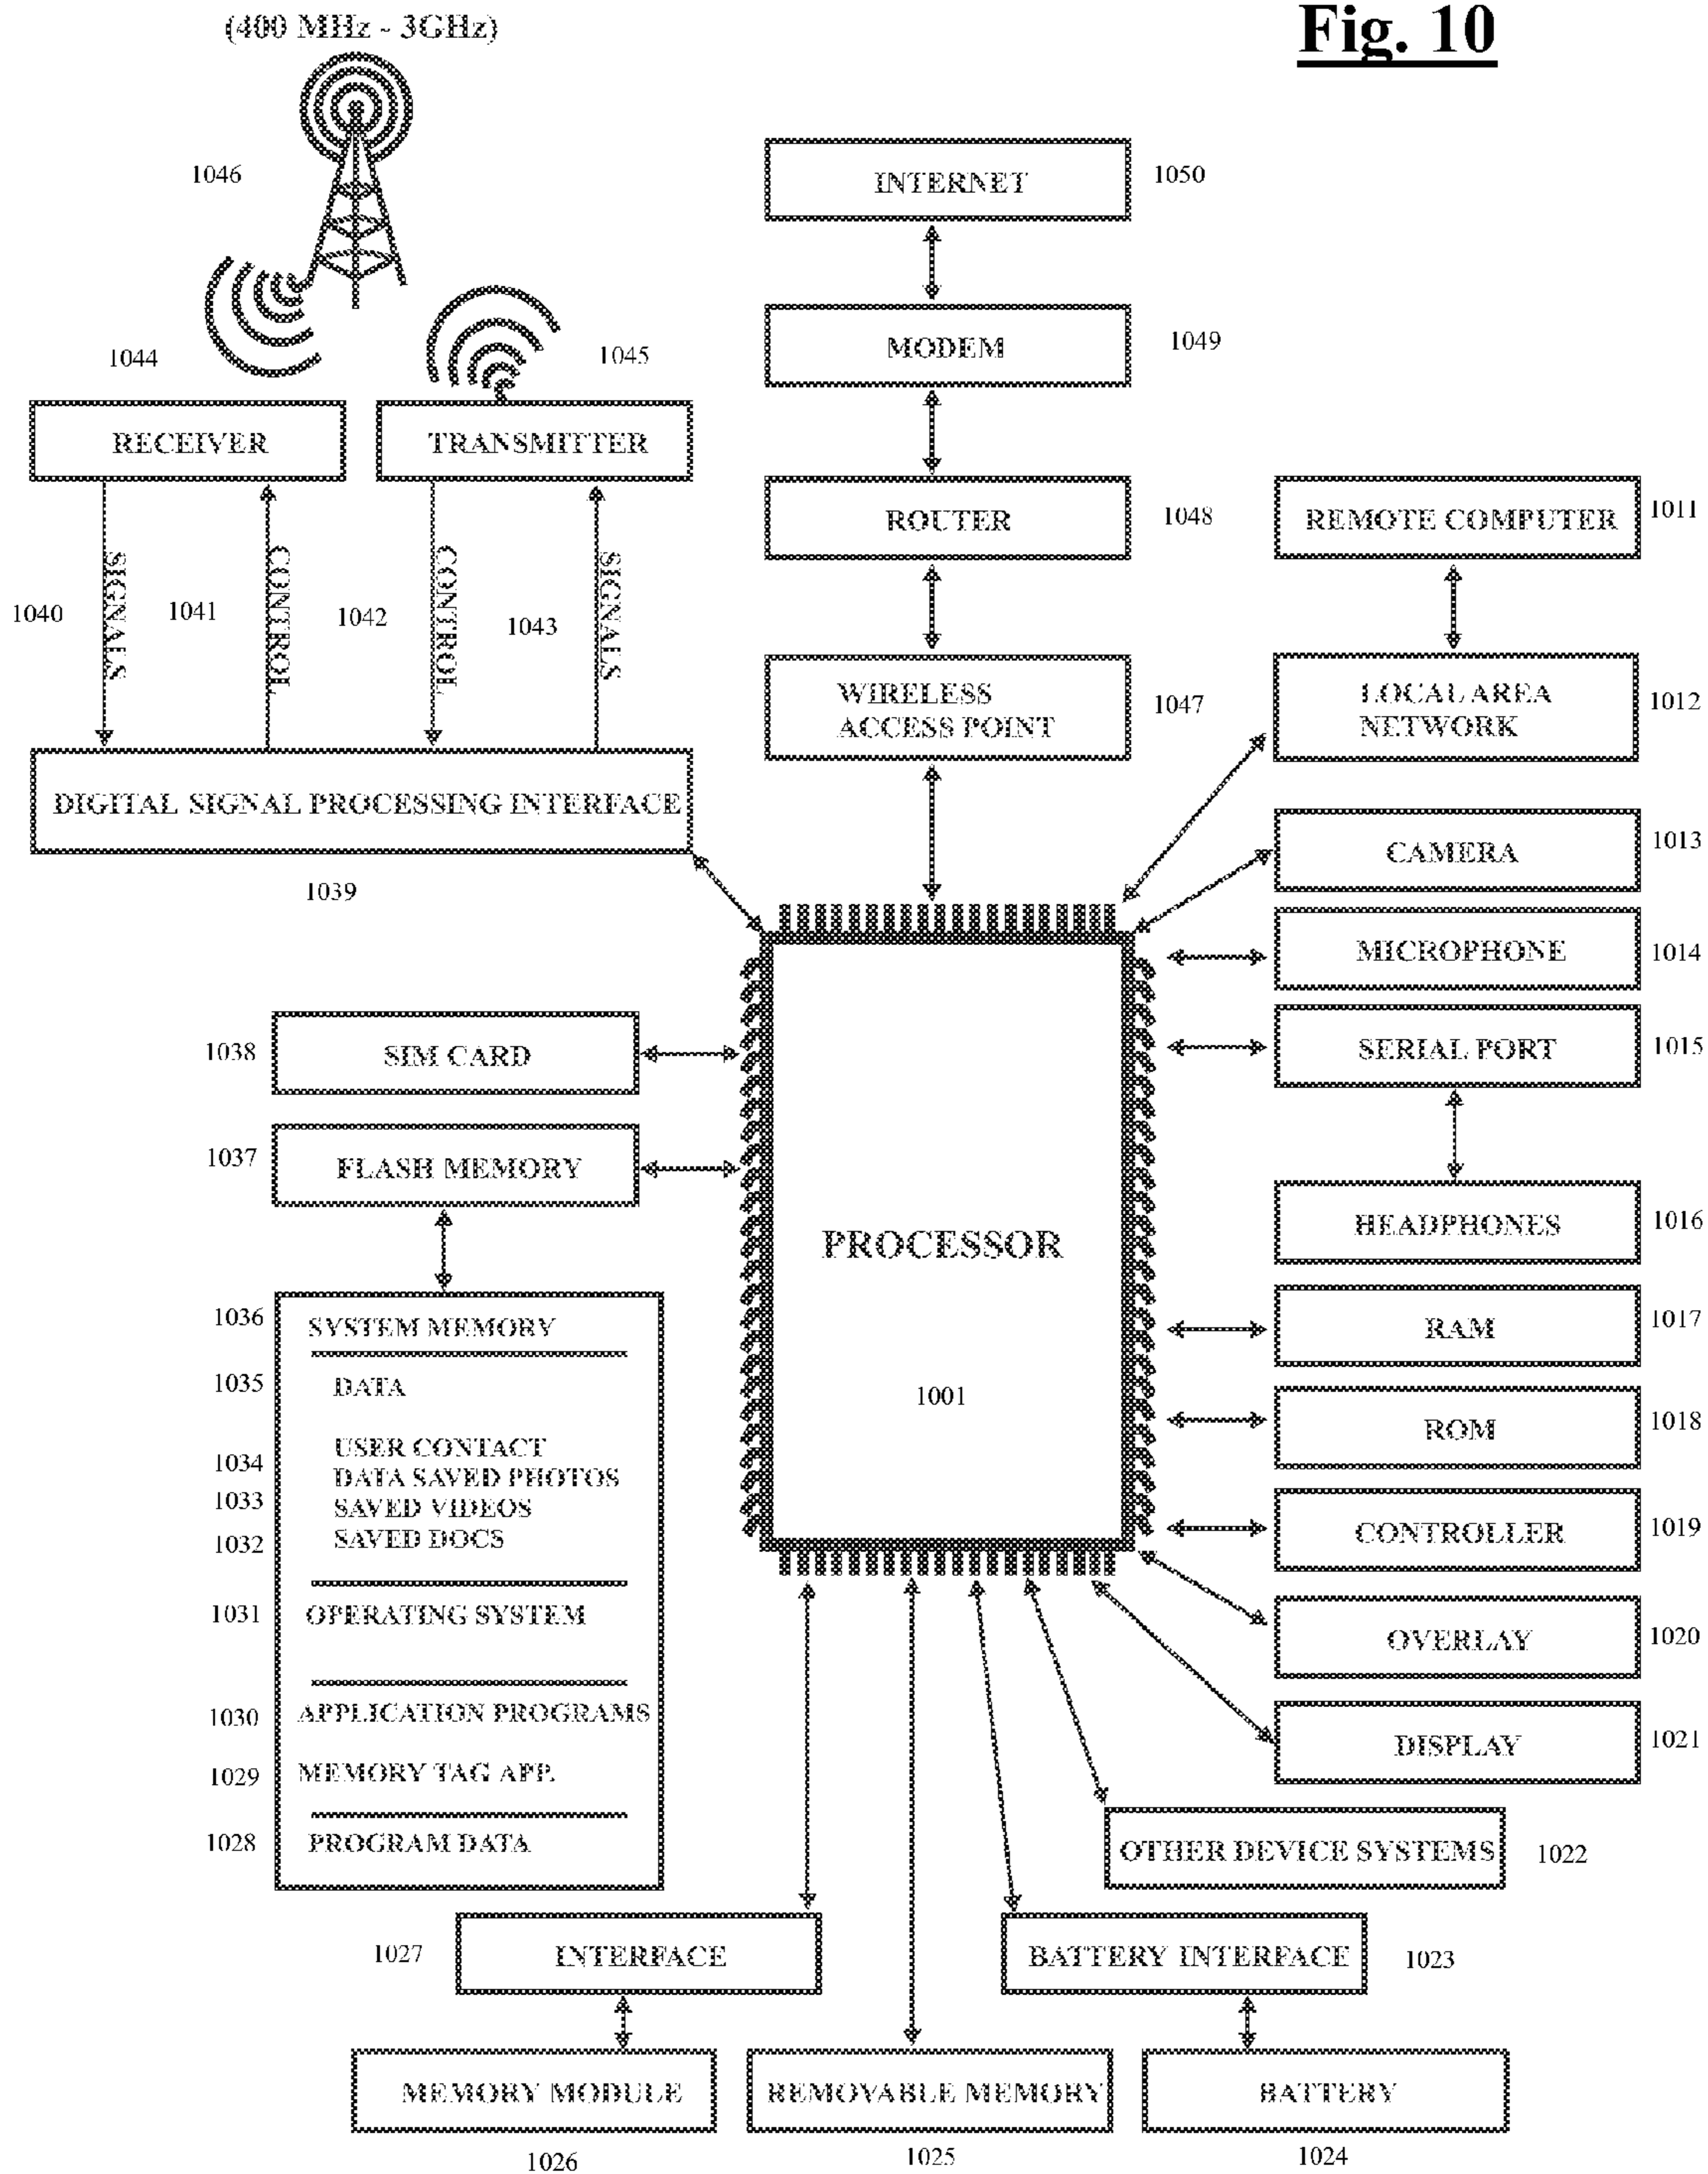 (400 MHz - 3GHz)
Fig. 10
1046
INTERNET
1050
MODEM
1049
1044
1045
RECEIVER
TRANSMITTER
ROUTER
1048
REMOTE COMPUTER
1011
SIGNALS
CONTROL
CONTROL
SIGNALS
1040
1041
1042
1043
WIRELESS
ACCESS POINT
1047
LOCAL AREA
NETWORK
1012
DIGITAL SIGNAL PROCESSING INTERFACE
1039
CAMERA
1013
MICROPHONE
1014
1038
SIM CARD
SERIAL PORT
1015
1037
FLASH MEMORY
HEADPHONES
1016
PROCESSOR
1001
1036
SYSTEM MEMORY
RAM
1017
1035
DATA
ROM
1018
1034
USER CONTACT
DATA SAVED PHOTOS
1033
SAVED VIDEOS
1032
SAVED DOCS
CONTROLLER
1019
1031
OPERATING SYSTEM
OVERLAY
1020
1030
APPLICATION PROGRAMS
DISPLAY
1021
1029
MEMORY TAG APP.
1028
PROGRAM DATA
OTHER DEVICE SYSTEMS
1022
1027
INTERFACE
BATTERY INTERFACE
1023
MEMORY MODULE
REMOVABLE MEMORY
BATTERY
1026
1025
1024